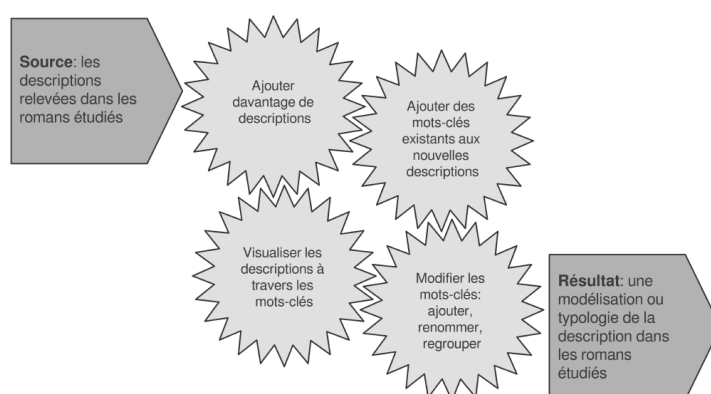 Source: les
descriptions
relevées dans les
romans étudiés
Ajouter
davantage de
descriptions
Ajouter des
mots-clés
existants aux
nouvelles
descriptions
Visualiser les
descriptions à
travers les
mots-clés
Modifier les
mots-clés:
ajouter,
renommer,
regrouper
Résultat: une
modélisation ou
typologie de la
description dans
les romans
étudiés